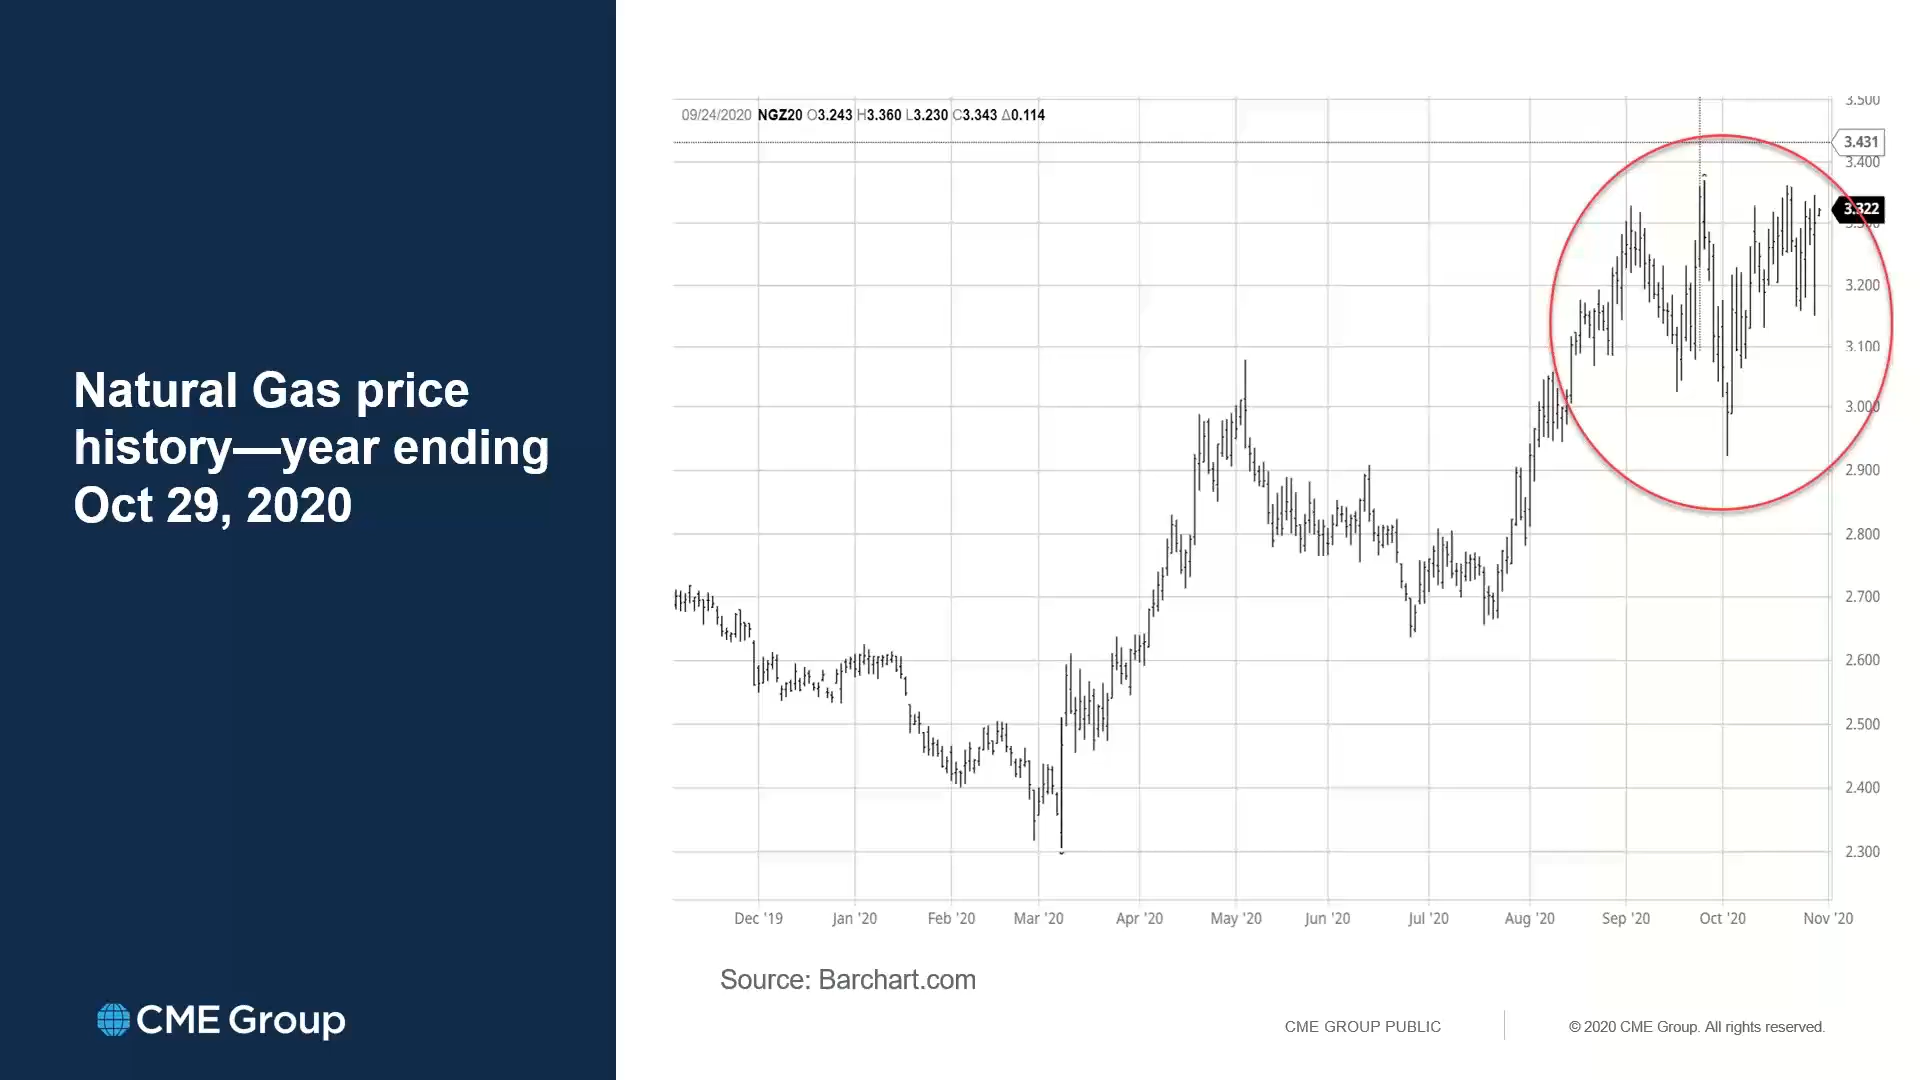 Natural Gas price
history—year ending
Oct 29, 2020
CME Group
09/24/2020 NGZ20 O3.243 H3.360 L3.230 C3.343 Δ0.114
3.500
3.431
3.400
3.322
3.300
3.200
3.100
3.000
2.900
2.800
2.700
2.600
2.500
2.400
2.300
Dec '19 Jan '20 Feb '20 Mar '20 Apr '20 May '20 Jun '20 Jul '20 Aug '20 Sep '20 Oct '20 Nov '20
Source: Barchart.com
CME GROUP PUBLIC
© 2020 CME Group. All rights reserved.